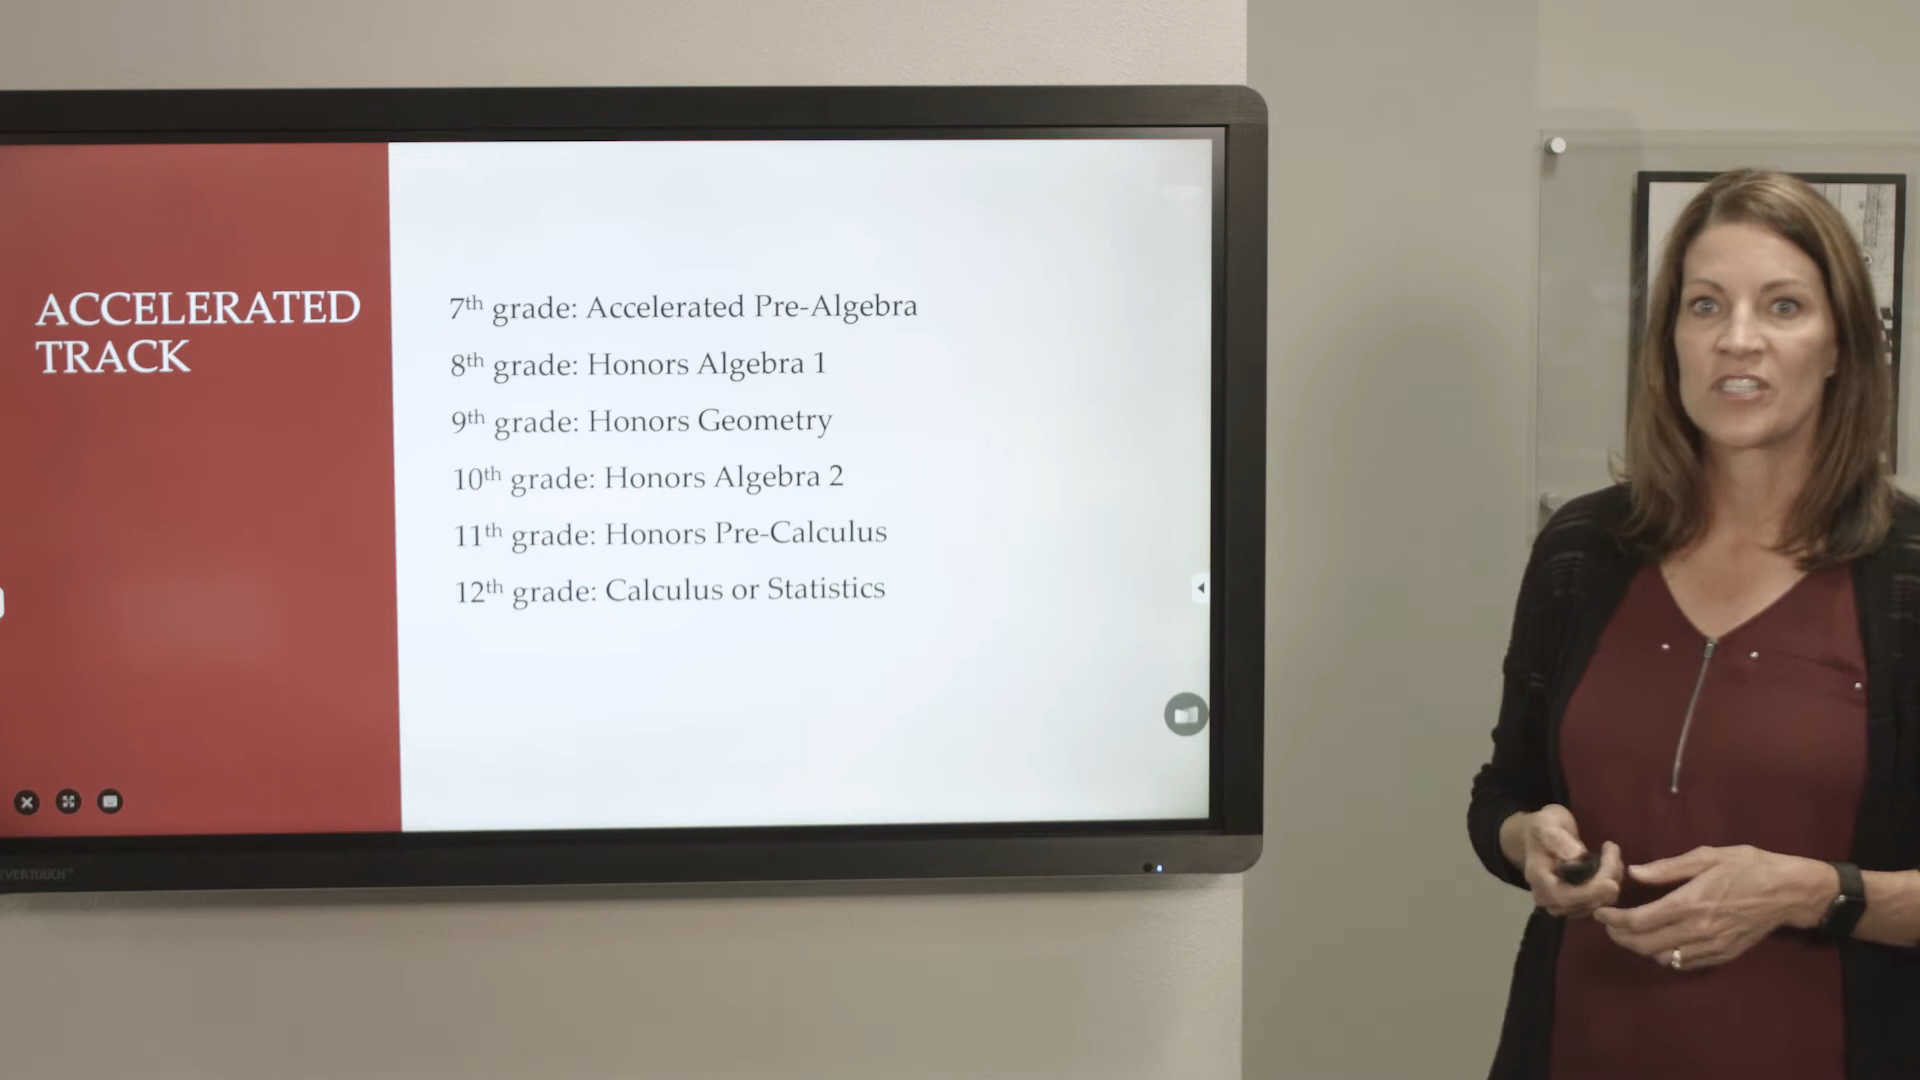 ACCELERATED
TRACK
7th grade: Accelerated Pre-Algebra
8th grade: Honors Algebra 1
9th grade: Honors Geometry
10th grade: Honors Algebra 2
11th grade: Honors Pre-Calculus
12th grade: Calculus or Statistics
EVERTOUCH™